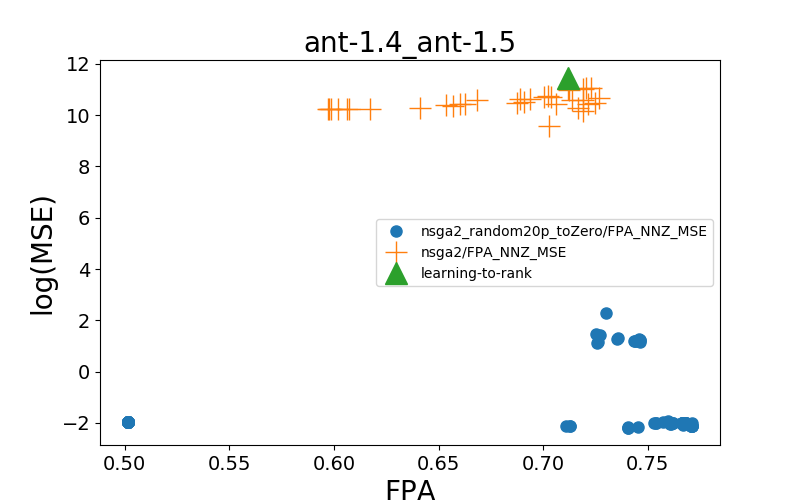 ant-1.4_ant-1.5
12
10
8
6
4
2
0
−2
log(MSE)
nsga2_random20p_toZero/FPA_NNZ_MSE
nsga2/FPA_NNZ_MSE
learning-to-rank
0.50 0.55 0.60 0.65 0.70 0.75
FPA